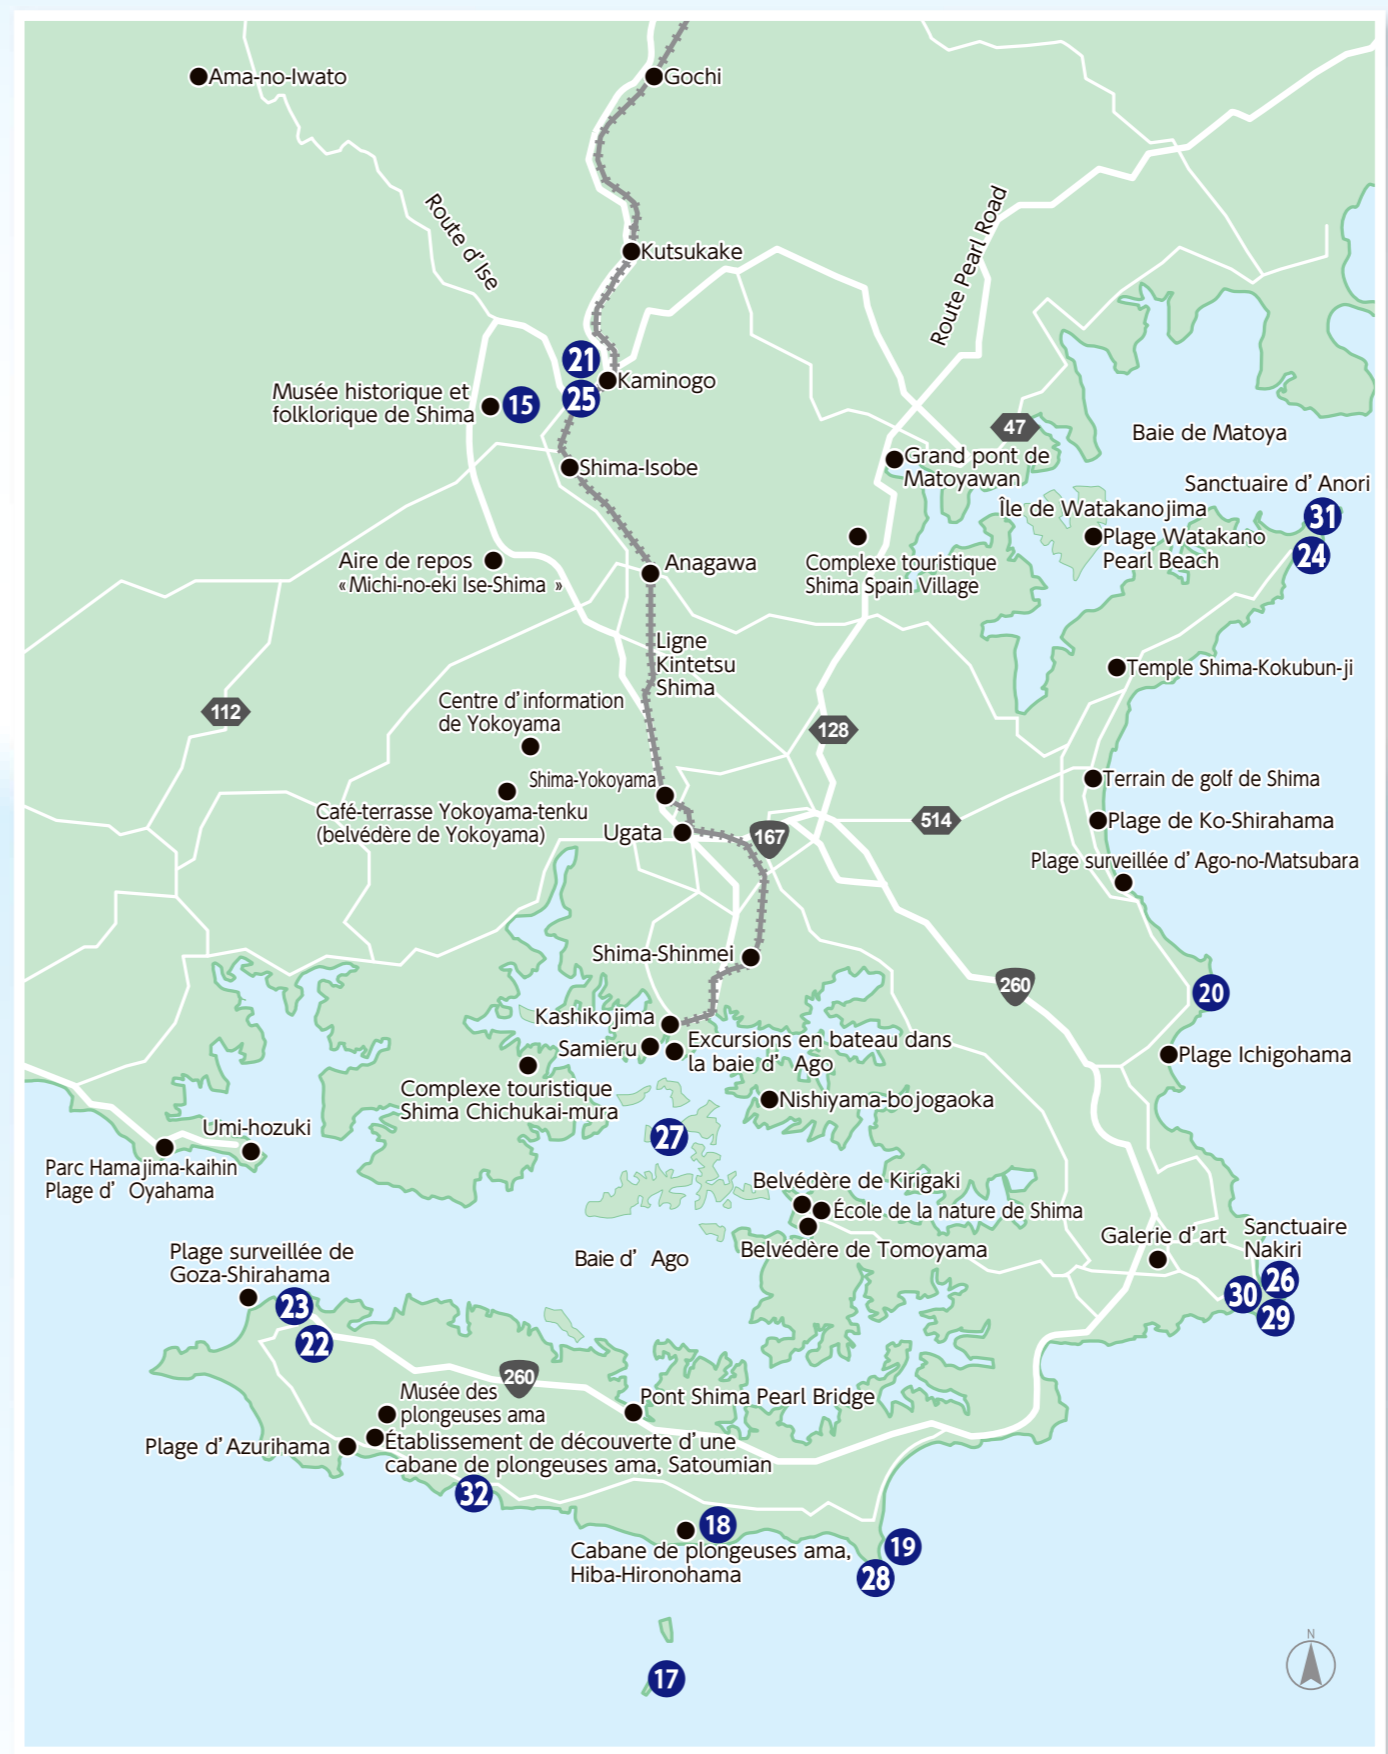 Ama-no-Iwato
Gochi
Route d'Ise
Kutsukake
Route Pearl Road
21
Kaminogo
25
Musée historique et
folklorique de Shima
15
47
Baie de Matoya
Shima-Isobe
Grand pont de
Matoyawan
Sanctuaire d'Anori
31
Île de Watakanojima
24
Plage Watakano
Pearl Beach
Aire de repos
«Michi-no-eki Ise-Shima »
Anagawa
Complexe touristique
Shima Spain Village
Ligne
Kintetsu
Shima
Temple Shima-Kokubun-ji
112
Centre d'information
de Yokoyama
128
Shima-Yokoyama
Terrain de golf de Shima
Café-terrasse Yokoyama-tenku
(belvédère de Yokoyama)
Ugata
167
514
Plage de Ko-Shirahama
Plage surveillée d'Ago-no-Matsubara
Shima-Shinmei
260
20
Kashikojima
Samieru
Excursions en bateau dans
la baie d'Ago
Plage Ichigohama
Complexe touristique
Shima Chichukai-mura
Nishiyama-bojogaoka
27
Umi-hozuki
Parc Hamajima-kaihin
Plage d'Oyahama
Belvédère de Kirigaki
École de la nature de Shima
Belvédère de Tomoyama
Baie d'Ago
Galerie d'art
Sanctuaire
Nakiri
26
30
29
Plage surveillée de
Goza-Shirahama
23
22
260
Musée des
plongeuses ama
Pont Shima Pearl Bridge
Plage d'Azurihama
Établissement de découverte d'une
cabane de plongeuses ama, Satoumian
32
18
Cabane de plongeuses ama,
Hiba-Hironohama
19
28
17
N